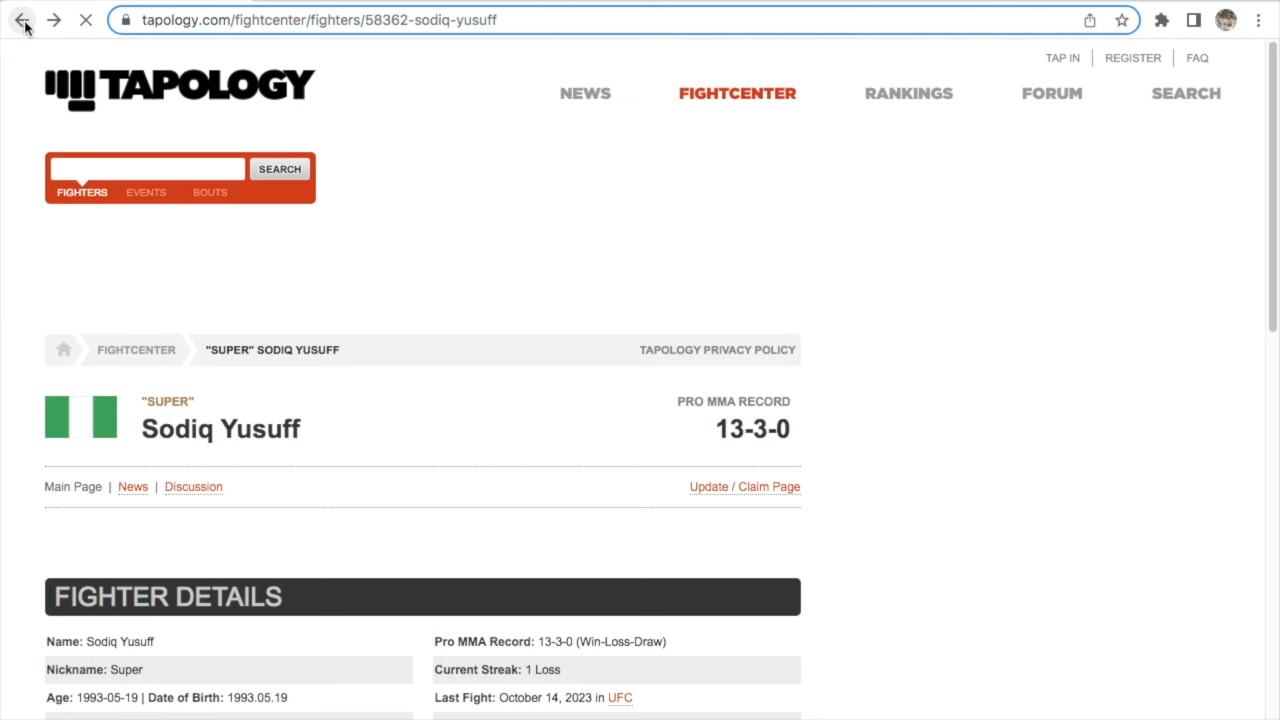 tapology.com/fightcenter/fighters/58362-sodiq-yusuff
TAP IN | REGISTER | FAQ
TAPOLOGY
NEWS FIGHTCENTER RANKINGS FORUM SEARCH
SEARCH
FIGHTERS EVENTS BOUTS
FIGHTCENTER "SUPER" SODIQ YUSUFF TAPOLOGY PRIVACY POLICY
"SUPER" PRO MMA RECORD
Sodiq Yusuff 13-3-0
Main Page | News | Discussion Update / Claim Page
FIGHTER DETAILS
Name: Sodiq Yusuff Pro MMA Record: 13-3-0 (Win-Loss-Draw)
Nickname: Super Current Streak: 1 Loss
Age: 1993-05-19 | Date of Birth: 1993.05.19 Last Fight: October 14, 2023 in UFC